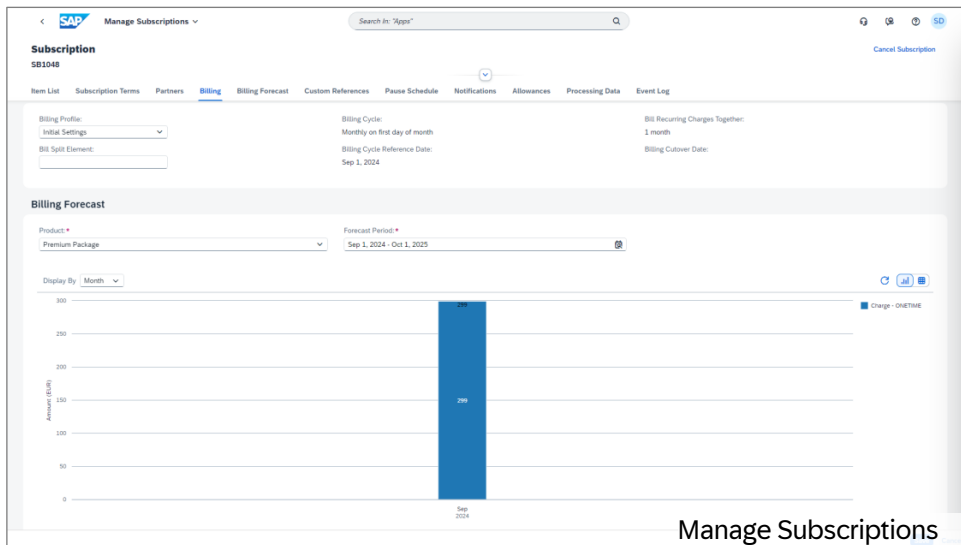 SAP Manage Subscriptions Search In: "Apps" SD
Subscription Cancel Subscription
SB1048
Item List Subscription Terms Partners Billing Billing Forecast Custom References Pause Schedule Notifications Allowances Processing Data Event Log
Billing Profile: Billing Cycle: Bill Recurring Charges Together:
Initial Settings Monthly on first day of month 1 month
Bill Split Element: Billing Cycle Reference Date: Billing Cutover Date:
Sep 1, 2024
Billing Forecast
Product:* Forecast Period:*
Premium Package Sep 1, 2024 - Oct 1, 2025
Display By Month
300 299 Charge - ONETIME
250
200
Amount (EUR)
150 299
100
50
0
Sep
2024
Manage Subscriptions